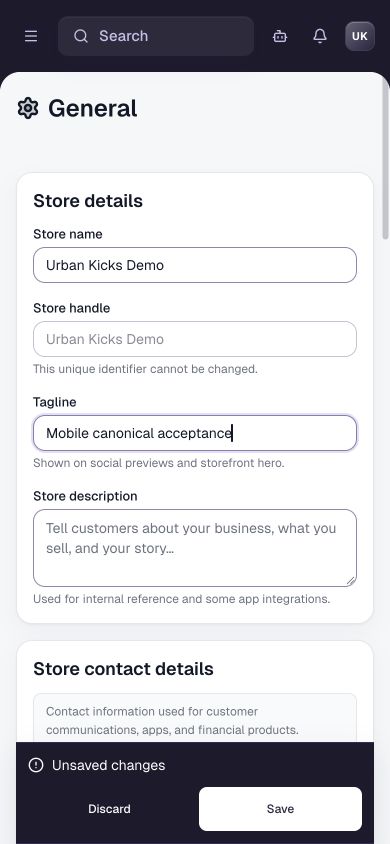 Search
UK
General
Store details
Store name
Urban Kicks Demo
Store handle
Urban Kicks Demo
This unique identifier cannot be changed.
Tagline
Mobile canonical acceptance
Shown on social previews and storefront hero.
Store description
Tell customers about your business, what you
sell, and your story...
Used for internal reference and some app integrations.
Store contact details
Contact information used for customer
communications, apps, and financial products.
Unsaved changes
Discard
Save